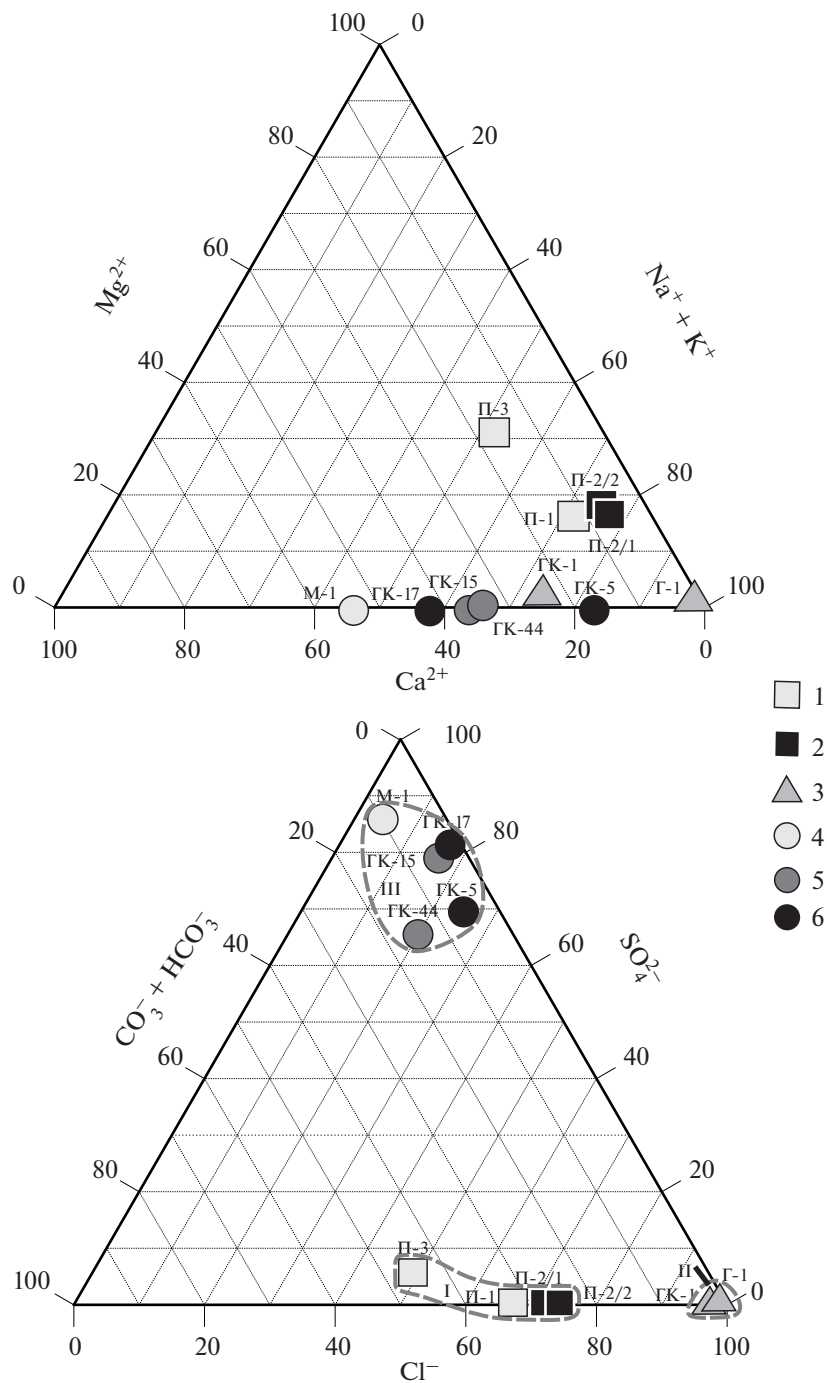 100 0
80 20
60 40
Mg²⁺ Na⁺ + K⁺
40 60
П-3
20 80
П-2/2
П-1
П-2/1
ГК-1
0 М-1 ГК-17 ГК-15 ГК-5 Г-1 100
ГК-44
100 80 60 40 20 0
Ca²⁺
1
2
3
4
5
6
0 100
М-1
20 ГК-17 80
ГК-15
III ГК-5
ГК-44
40 60
CO₃⁻ + HCO₃⁻ SO₄²⁻
60 40
80 20
П-3
П-2/1 II Г-1
100 I П-1 П-2/2 ГК-1 0
0 20 40 60 80 100
Cl⁻